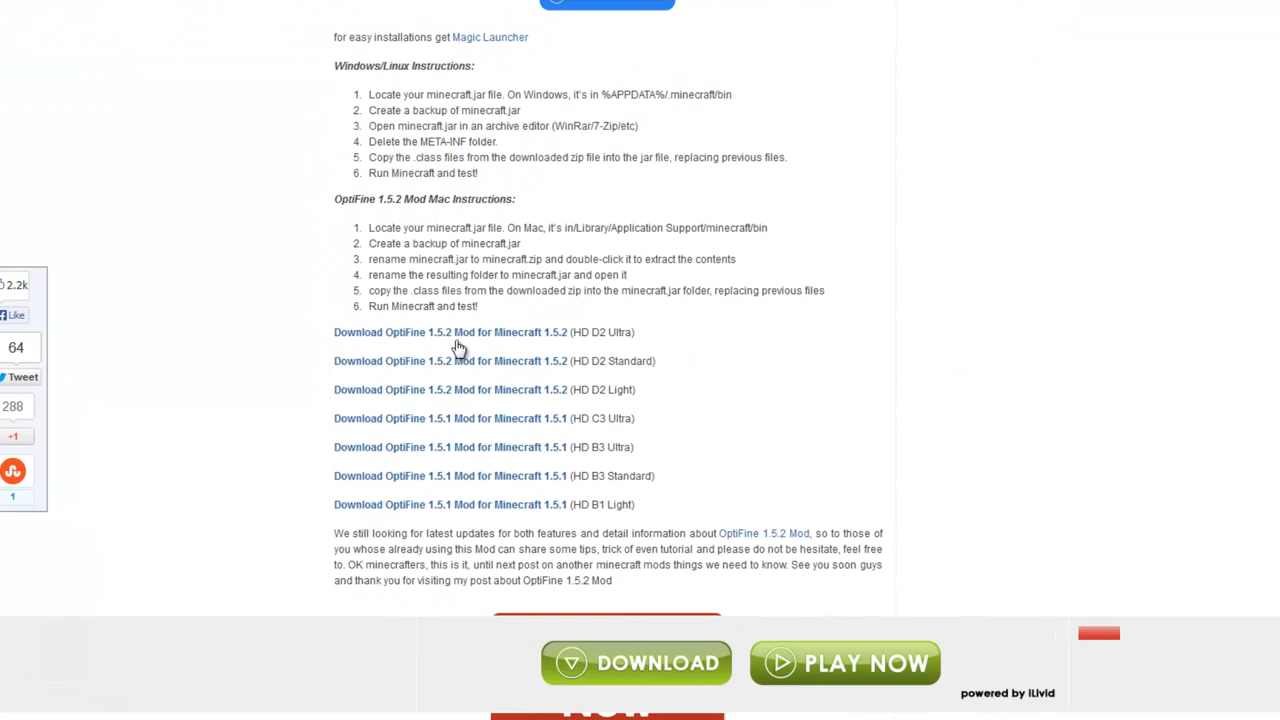 for easy installations get Magic Launcher
Windows/Linux Instructions:
1. Locate your minecraft.jar file. On Windows, it's in %APPDATA%/.minecraft/bin
2. Create a backup of minecraft.jar
3. Open minecraft.jar in an archive editor (WinRar/7-Zip/etc)
4. Delete the META-INF folder.
5. Copy the .class files from the downloaded zip file into the jar file, replacing previous files.
6. Run Minecraft and test!
OptiFine 1.5.2 Mod Mac Instructions:
1. Locate your minecraft.jar file. On Mac, it's in/Library/Application Support/minecraft/bin
2. Create a backup of minecraft.jar
3. rename minecraft.jar to minecraft.zip and double-click it to extract the contents
4. rename the resulting folder to minecraft.jar and open it
5. copy the .class files from the downloaded zip into the minecraft.jar folder, replacing previous files
6. Run Minecraft and test!
Download OptiFine 1.5.2 Mod for Minecraft 1.5.2 (HD D2 Ultra)
Download OptiFine 1.5.2 Mod for Minecraft 1.5.2 (HD D2 Standard)
Download OptiFine 1.5.2 Mod for Minecraft 1.5.2 (HD D2 Light)
Download OptiFine 1.5.1 Mod for Minecraft 1.5.1 (HD C3 Ultra)
Download OptiFine 1.5.1 Mod for Minecraft 1.5.1 (HD B3 Ultra)
Download OptiFine 1.5.1 Mod for Minecraft 1.5.1 (HD B3 Standard)
Download OptiFine 1.5.1 Mod for Minecraft 1.5.1 (HD B1 Light)
We still looking for latest updates for both features and detail information about OptiFine 1.5.2 Mod, so to those of
you whose already using this Mod can share some tips, trick of even tutorial and please do not be hesitate, feel free
to. OK minecrafters, this is it, until next post on another minecraft mods things we need to know. See you soon guys
and thank you for visiting my post about OptiFine 1.5.2 Mod
2.2k
Like
64
Tweet
288
+1
1
DOWNLOAD
PLAY NOW
powered by iLivid
NOW